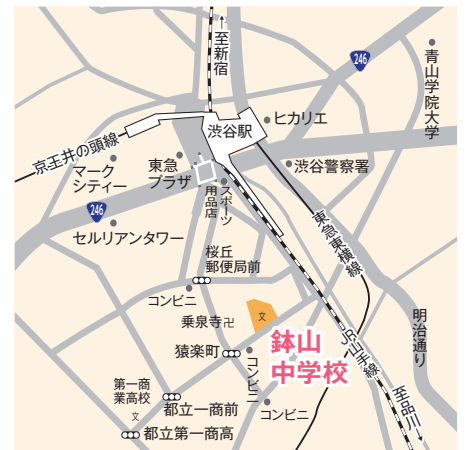 至新宿
246
青山学院大学
渋谷駅
ヒカリエ
京王井の頭線
マーク
シティー
東急
プラザ
スポーツ
用品店
渋谷警察署
246
セルリアンタワー
東急東横線
桜丘
郵便局前
コンビニ
乗泉寺卍
文
鉢山
中学校
猿楽町
コンビニ
JR山手線
明治通り
至品川
第一商
業高校
文
都立一商前
コンビニ
都立第一商高